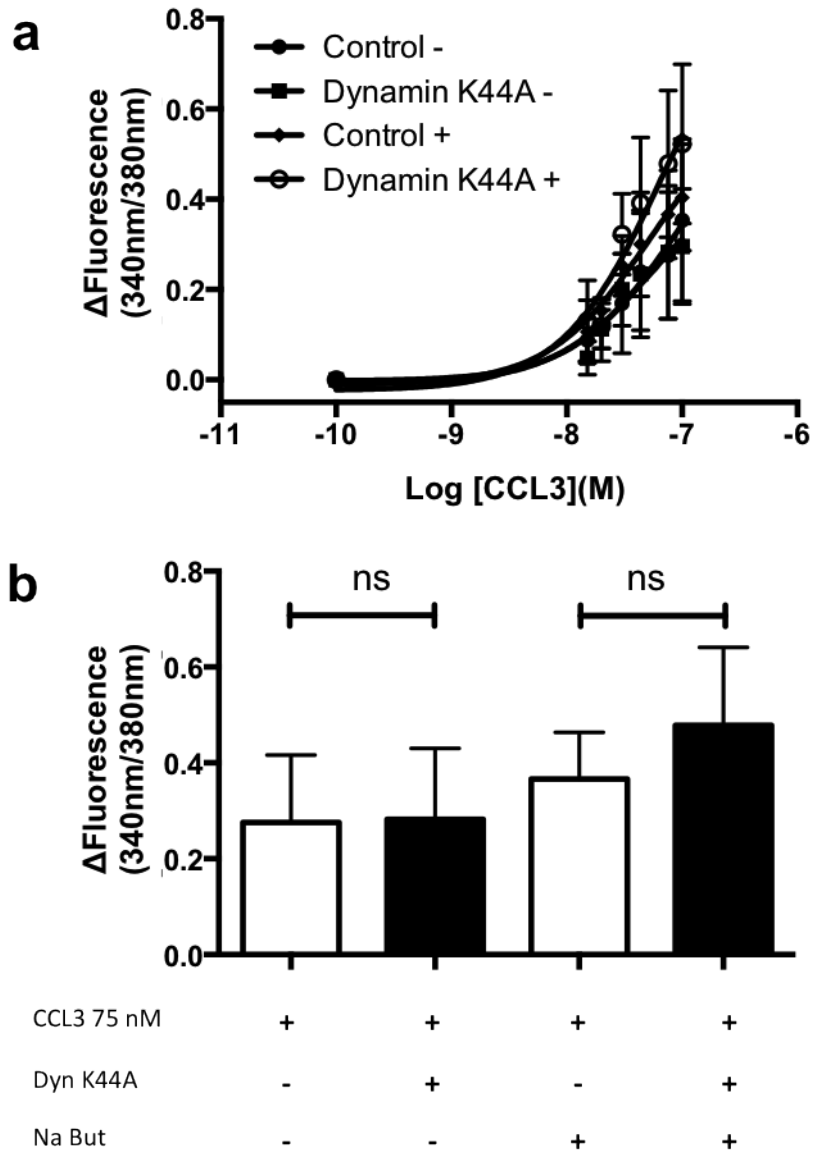 a
0.8
0.6
0.4
0.2
0.0
ΔFluorescence
(340nm/380nm)
Control -
Dynamin K44A -
Control +
Dynamin K44A +
-11 -10 -9 -8 -7 -6
Log [CCL3](M)
b
0.8
0.6
0.4
0.2
0.0
ΔFluorescence
(340nm/380nm)
ns ns
CCL3 75 nM + + + +
Dyn K44A - + - +
Na But - - + +